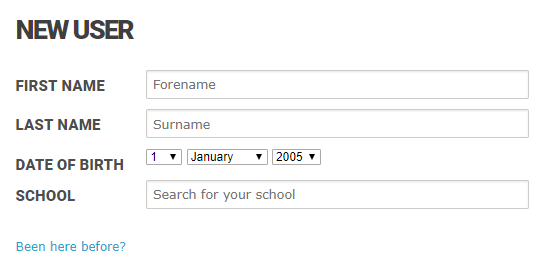 NEW USER
FIRST NAME Forename
LAST NAME Surname
DATE OF BIRTH 1 January 2005
SCHOOL Search for your school
Been here before?